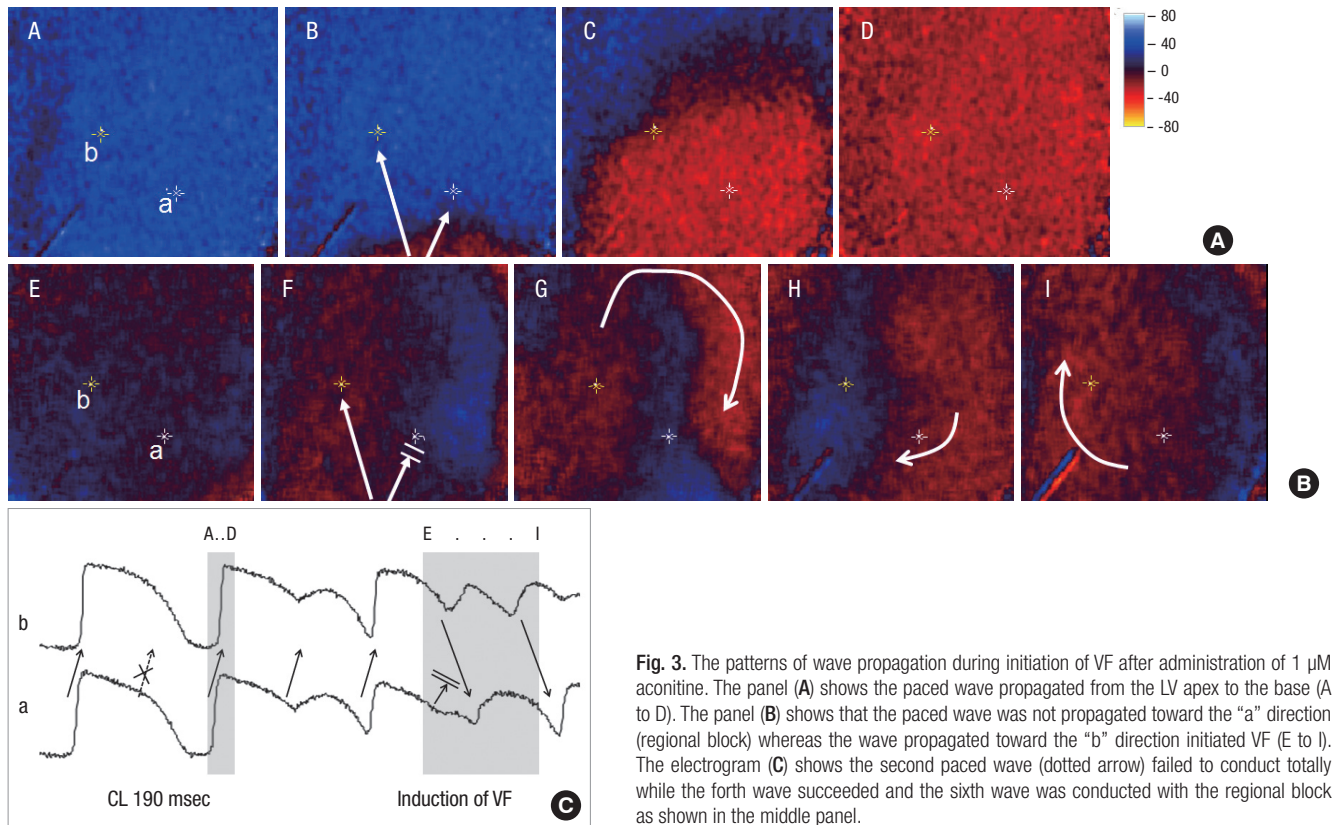 A B C D
80
40
0
-40
-80
b
a
A
E F G H I
b
a
B
A..D E . . . I
b
a
CL 190 msec Induction of VF
C
Fig. 3. The patterns of wave propagation during initiation of VF after administration of 1 µM
aconitine. The panel (A) shows the paced wave propagated from the LV apex to the base (A
to D). The panel (B) shows that the paced wave was not propagated toward the “a” direction
(regional block) whereas the wave propagated toward the “b” direction initiated VF (E to I).
The electrogram (C) shows the second paced wave (dotted arrow) failed to conduct totally
while the forth wave succeeded and the sixth wave was conducted with the regional block
as shown in the middle panel.